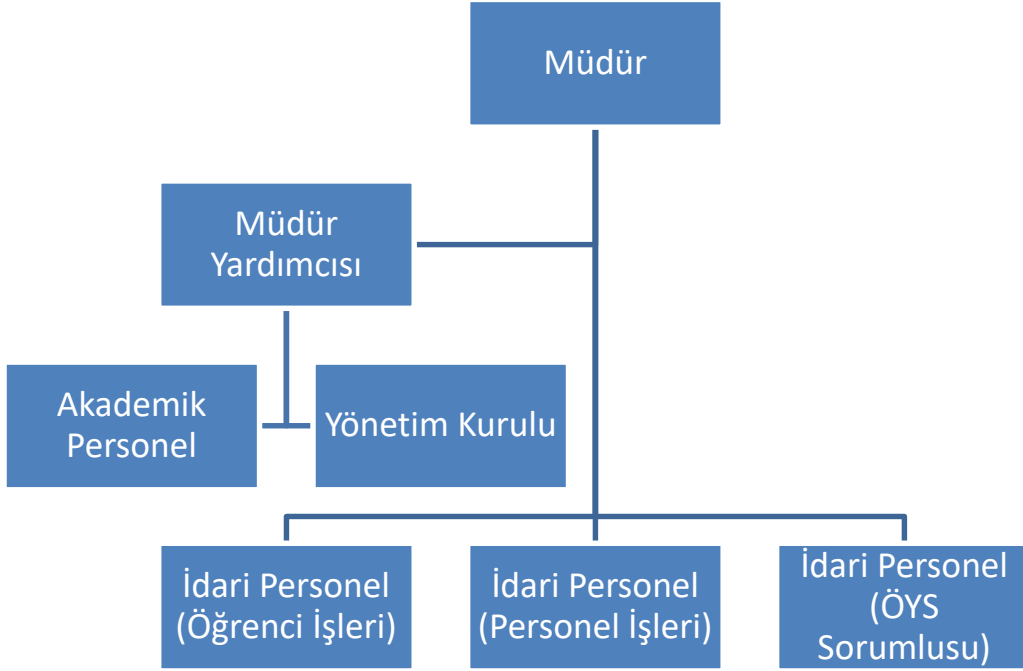 Müdür
Müdür
Yardımcısı
Akademik
Personel
Yönetim Kurulu
İdari Personel
(Öğrenci İşleri)
İdari Personel
(Personel İşleri)
İdari Personel
(ÖYS
Sorumlusu)